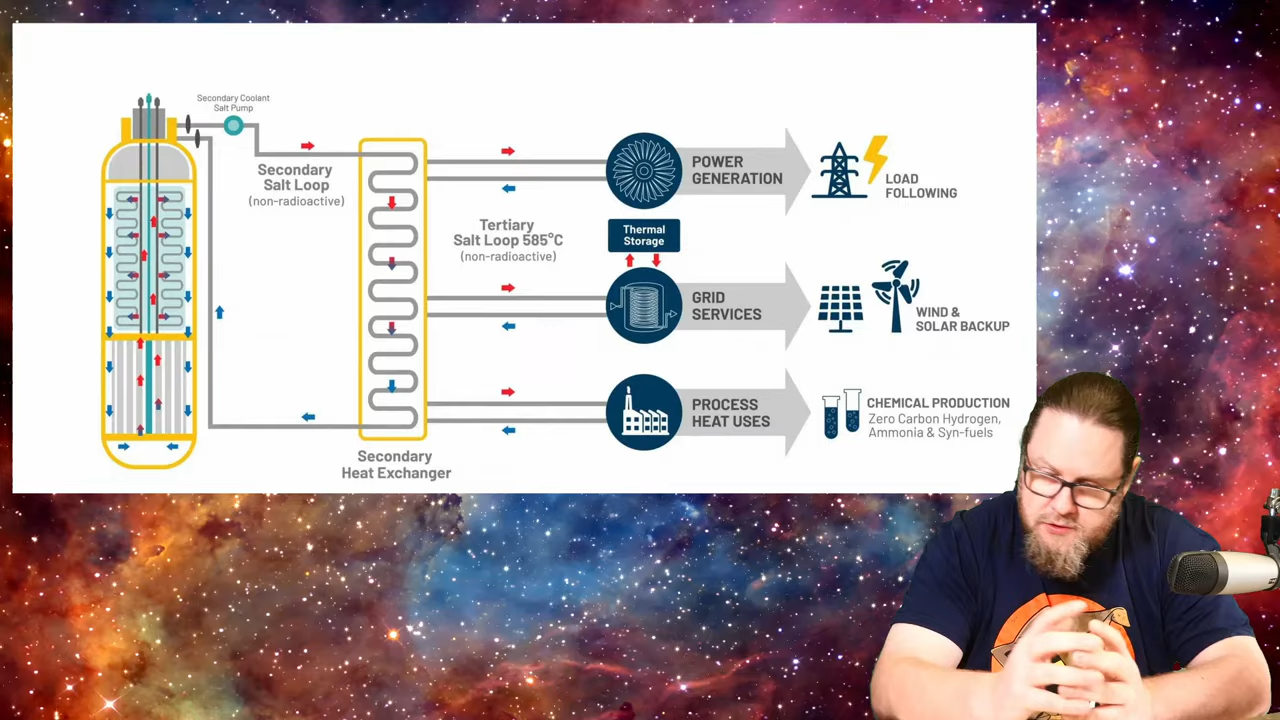 Secondary Coolant
Salt Pump
Secondary
Salt Loop
(non-radioactive)
Tertiary
Salt Loop 585°C
(non-radioactive)
Secondary
Heat Exchanger
POWER
GENERATION
LOAD
FOLLOWING
Thermal
Storage
GRID
SERVICES
WIND &
SOLAR BACKUP
PROCESS
HEAT USES
CHEMICAL PRODUCTION
Zero Carbon Hydrogen,
Ammonia & Syn-fuels